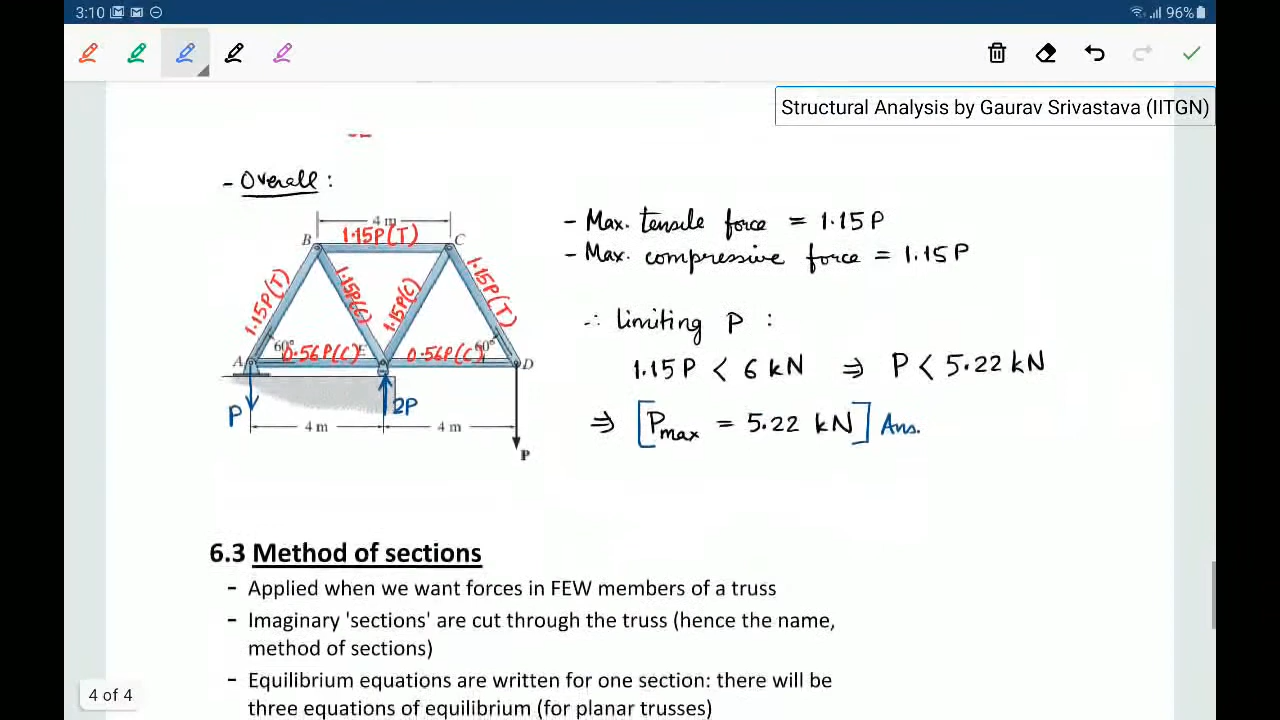 3:10
96%
Structural Analysis by Gaurav Srivastava (IITGN)
- Overall :
4 m
B
1.15P(T)
C
1.15P(T)
1.15P(C)
1.15P(C)
1.15P(T)
A
60°
0.56P(C)
0.56P(C)
60°
D
P
2P
4 m
4 m
P
- Max. tensile force = 1.15P
- Max. compressive force = 1.15P
∴ limiting P :
1.15P < 6 kN ⇒ P < 5.22 kN
⇒ [Pmax = 5.22 kN] Ans.
6.3 Method of sections
- Applied when we want forces in FEW members of a truss
- Imaginary 'sections' are cut through the truss (hence the name,
method of sections)
- Equilibrium equations are written for one section: there will be
three equations of equilibrium (for planar trusses)
4 of 4